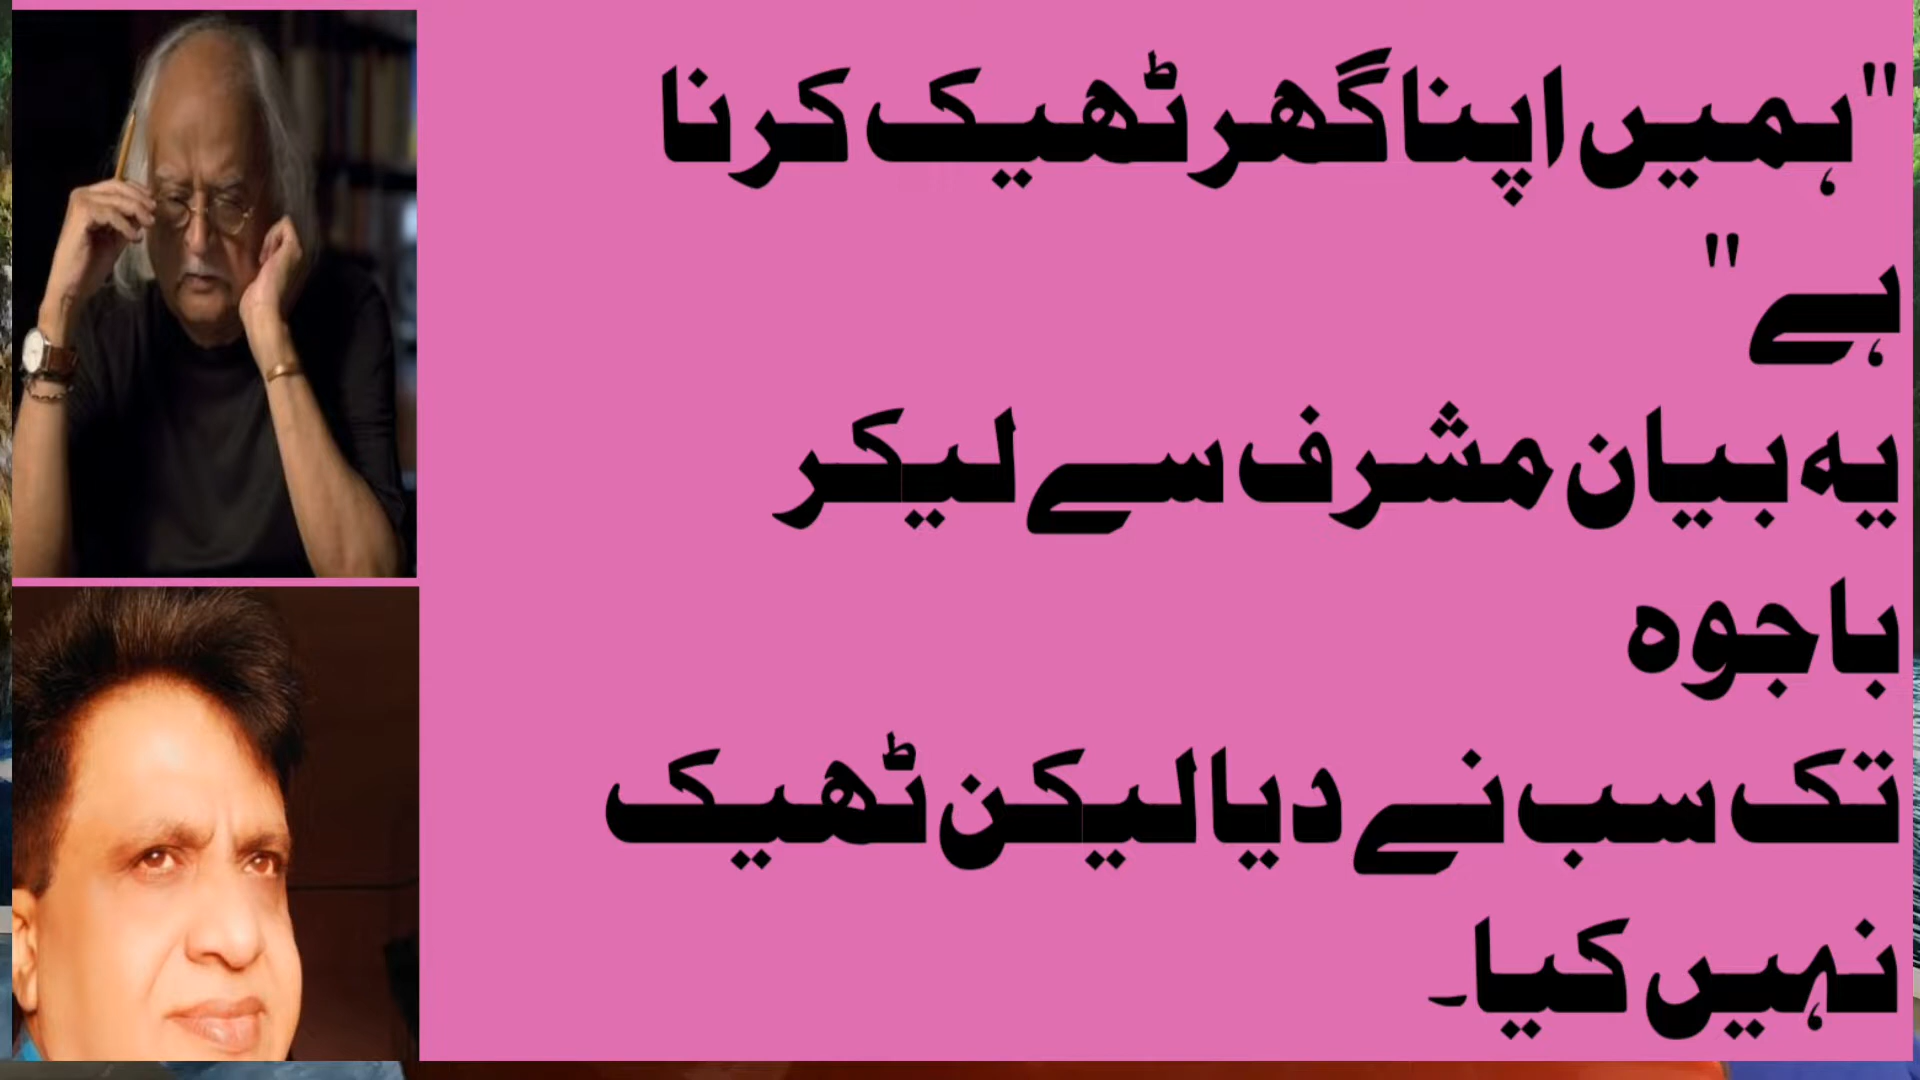 "ہمیں اپنا گھر ٹھیک کرنا
ہے"
یہ بیان مشرف سے لیکر
باجوہ
تک سب نے دیا لیکن ٹھیک
نہیں کیا۔